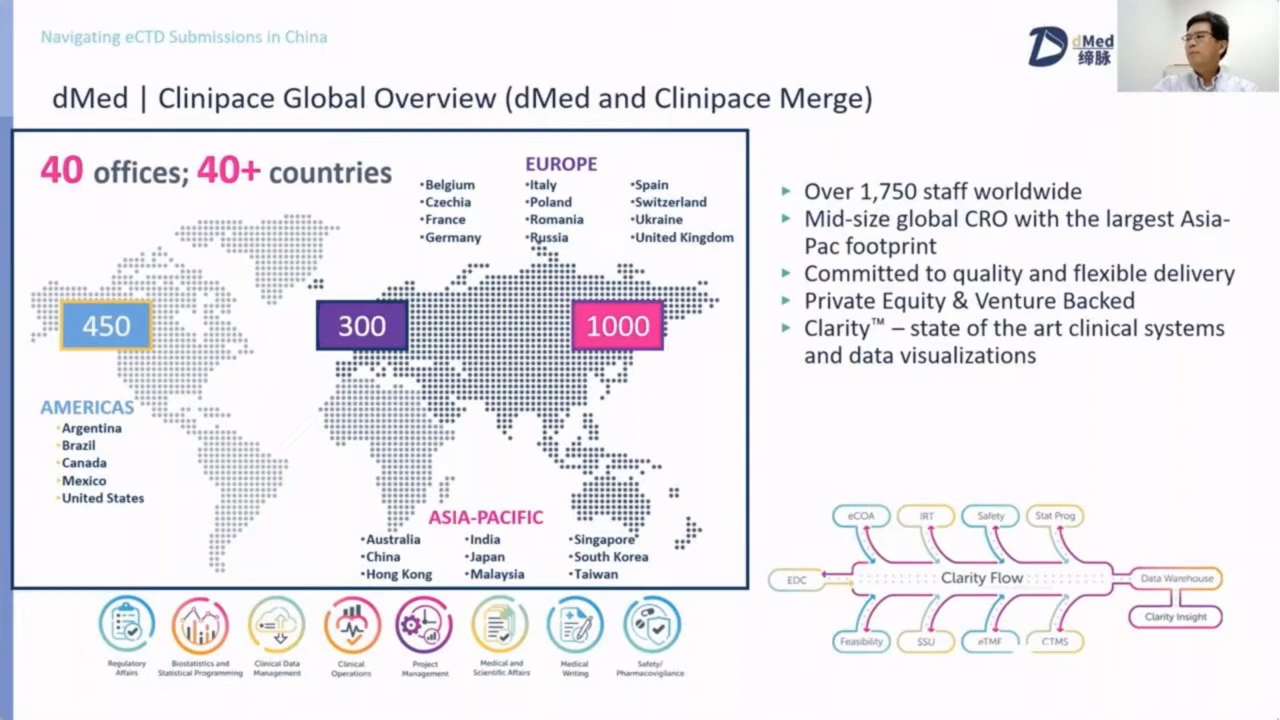 Navigating eCTD Submissions in China
dMed
缔脉
dMed | Clinipace Global Overview (dMed and Clinipace Merge)
40 offices; 40+ countries
EUROPE
•Belgium
•Czechia
•France
•Germany
•Italy
•Poland
•Romania
•Russia
•Spain
•Switzerland
•Ukraine
•United Kingdom
450
300
1000
AMERICAS
•Argentina
•Brazil
•Canada
•Mexico
•United States
ASIA-PACIFIC
•Australia
•China
•Hong Kong
•India
•Japan
•Malaysia
•Singapore
•South Korea
•Taiwan
Over 1,750 staff worldwide
Mid-size global CRO with the largest Asia-
Pac footprint
Committed to quality and flexible delivery
Private Equity & Venture Backed
Clarity™ – state of the art clinical systems
and data visualizations
eCOA
IRT
Safety
Stat Prog
EDC
Clarity Flow
Data Warehouse
Clarity Insight
Feasibility
SSU
eTMF
CTMS
Regulatory
Affairs
Biostatistics and
Statistical Programming
Clinical Data
Management
Clinical
Operations
Project
Management
Medical and
Scientific Affairs
Medical
Writing
Safety/
Pharmacovigilance